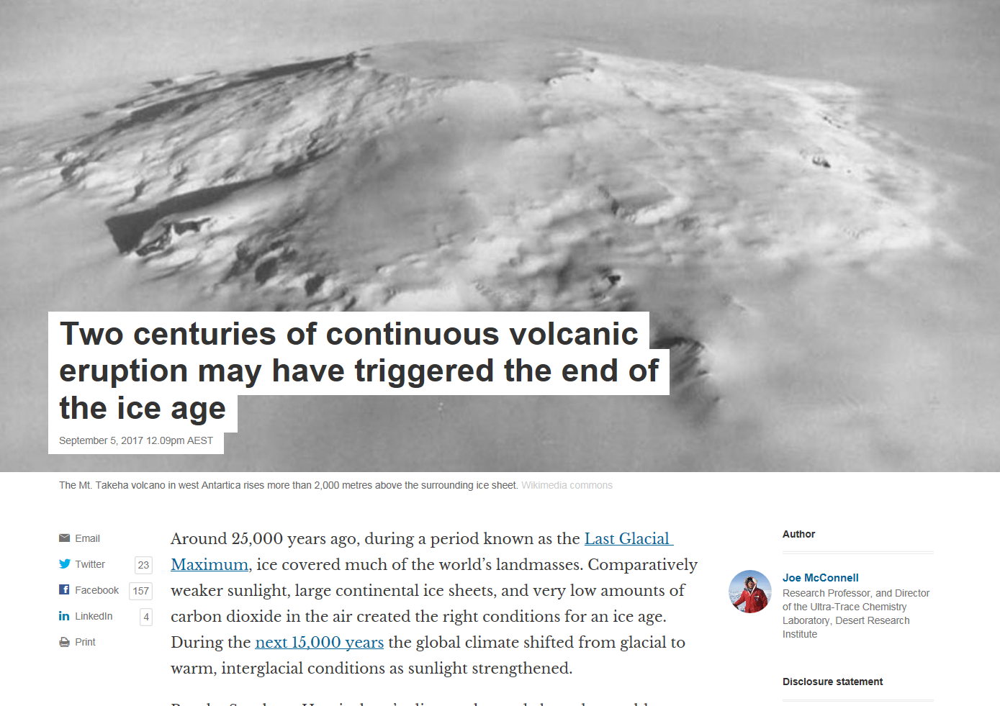 Two centuries of continuous volcanic
eruption may have triggered the end of
the ice age
September 5, 2017 12.09pm AEST
The Mt. Takeha volcano in west Antartica rises more than 2,000 metres above the surrounding ice sheet. Wikimedia commons
Email
Twitter 23
Facebook 157
LinkedIn 4
Print
Around 25,000 years ago, during a period known as the Last Glacial
Maximum, ice covered much of the world’s landmasses. Comparatively
weaker sunlight, large continental ice sheets, and very low amounts of
carbon dioxide in the air created the right conditions for an ice age.
During the next 15,000 years the global climate shifted from glacial to
warm, interglacial conditions as sunlight strengthened.
Author
Joe McConnell
Research Professor, and Director
of the Ultra-Trace Chemistry
Laboratory, Desert Research
Institute
Disclosure statement